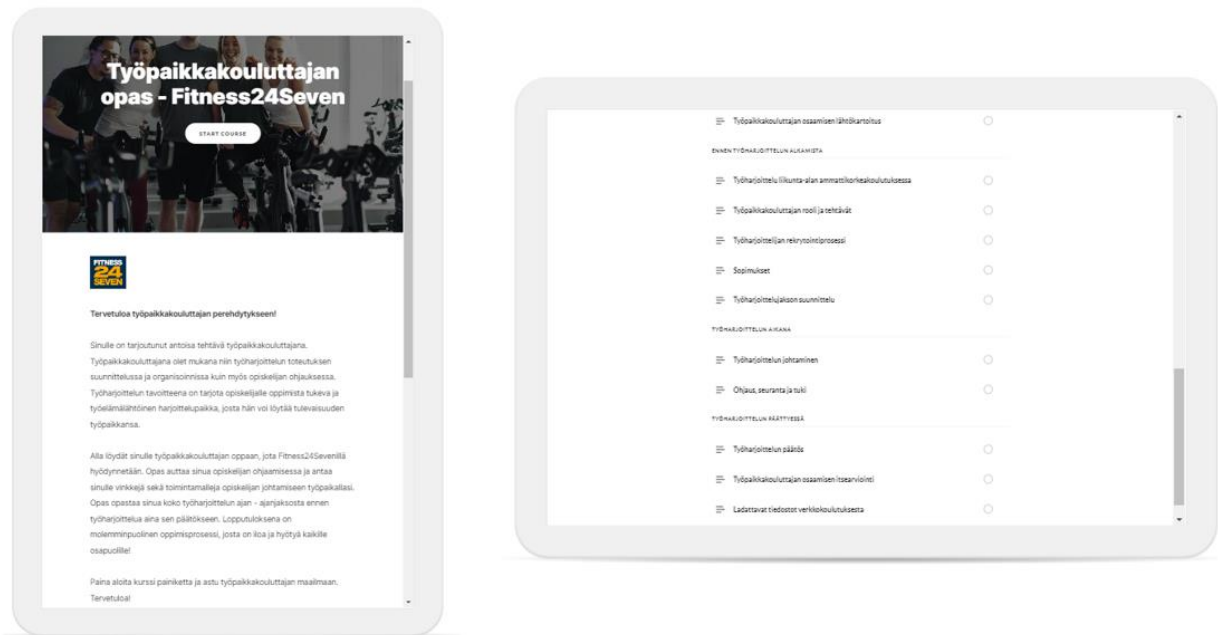 Työpaikkakouluttajan
opas - Fitness24Seven
START COURSE
FITNESS
24
SEVEN
Tervetuloa työpaikkakouluttajan perehdytykseen!
Sinulle on tarjoutunut antoisa tehtävä työpaikkakouluttajana.
Työpaikkakouluttajana olet mukana niin työharjoittelun toteutuksen
suunnittelussa ja organisoinnissa kuin myös opiskelijan ohjauksessa.
Työharjoittelun tavoitteena on tarjota opiskelijalle oppimista tukeva ja
työelämälähtöinen harjoittelupaikka, josta hän voi löytää tulevaisuuden
työpaikkansa.
Alla löydät sinulle työpaikkakouluttajan oppaan, jota Fitness24Sevenillä
hyödynnetään. Opas auttaa sinua opiskelijan ohjaamisessa ja antaa
sinulle vinkkejä sekä toimintamalleja opiskelijan johtamiseen työpaikallasi.
Opas opastaa sinua koko työharjoittelun ajan - ajanjaksosta ennen
työharjoittelua aina sen päätökseen. Lopputuloksena on
molemminpuolinen oppimisprosessi, josta on iloa ja hyötyä kaikille
osapuolille!
Paina aloita kurssi painiketta ja astu työpaikkakouluttajan maailmaan.
Tervetuloa!
Työpaikkakouluttajan osaamisen lähtökartoitus
ENNEN TYÖHARJOITTELUN ALKAMISTA
Työharjoittelu liikunta-alan ammattikorkeakoulutuksessa
Työpaikkakouluttajan rooli ja tehtävät
Työharjoittelijan rekrytointiprosessi
Sopimukset
Työharjoittelujakson suunnittelu
TYÖHARJOITTELUN AIKANA
Työharjoittelun johtaminen
Ohjaus, seuranta ja tuki
TYÖHARJOITTELUN PÄÄTTYESSÄ
Työharjoittelun päätös
Työpaikkakouluttajan osaamisen itsearviointi
Ladattavat tiedostot verkkokoulutuksesta